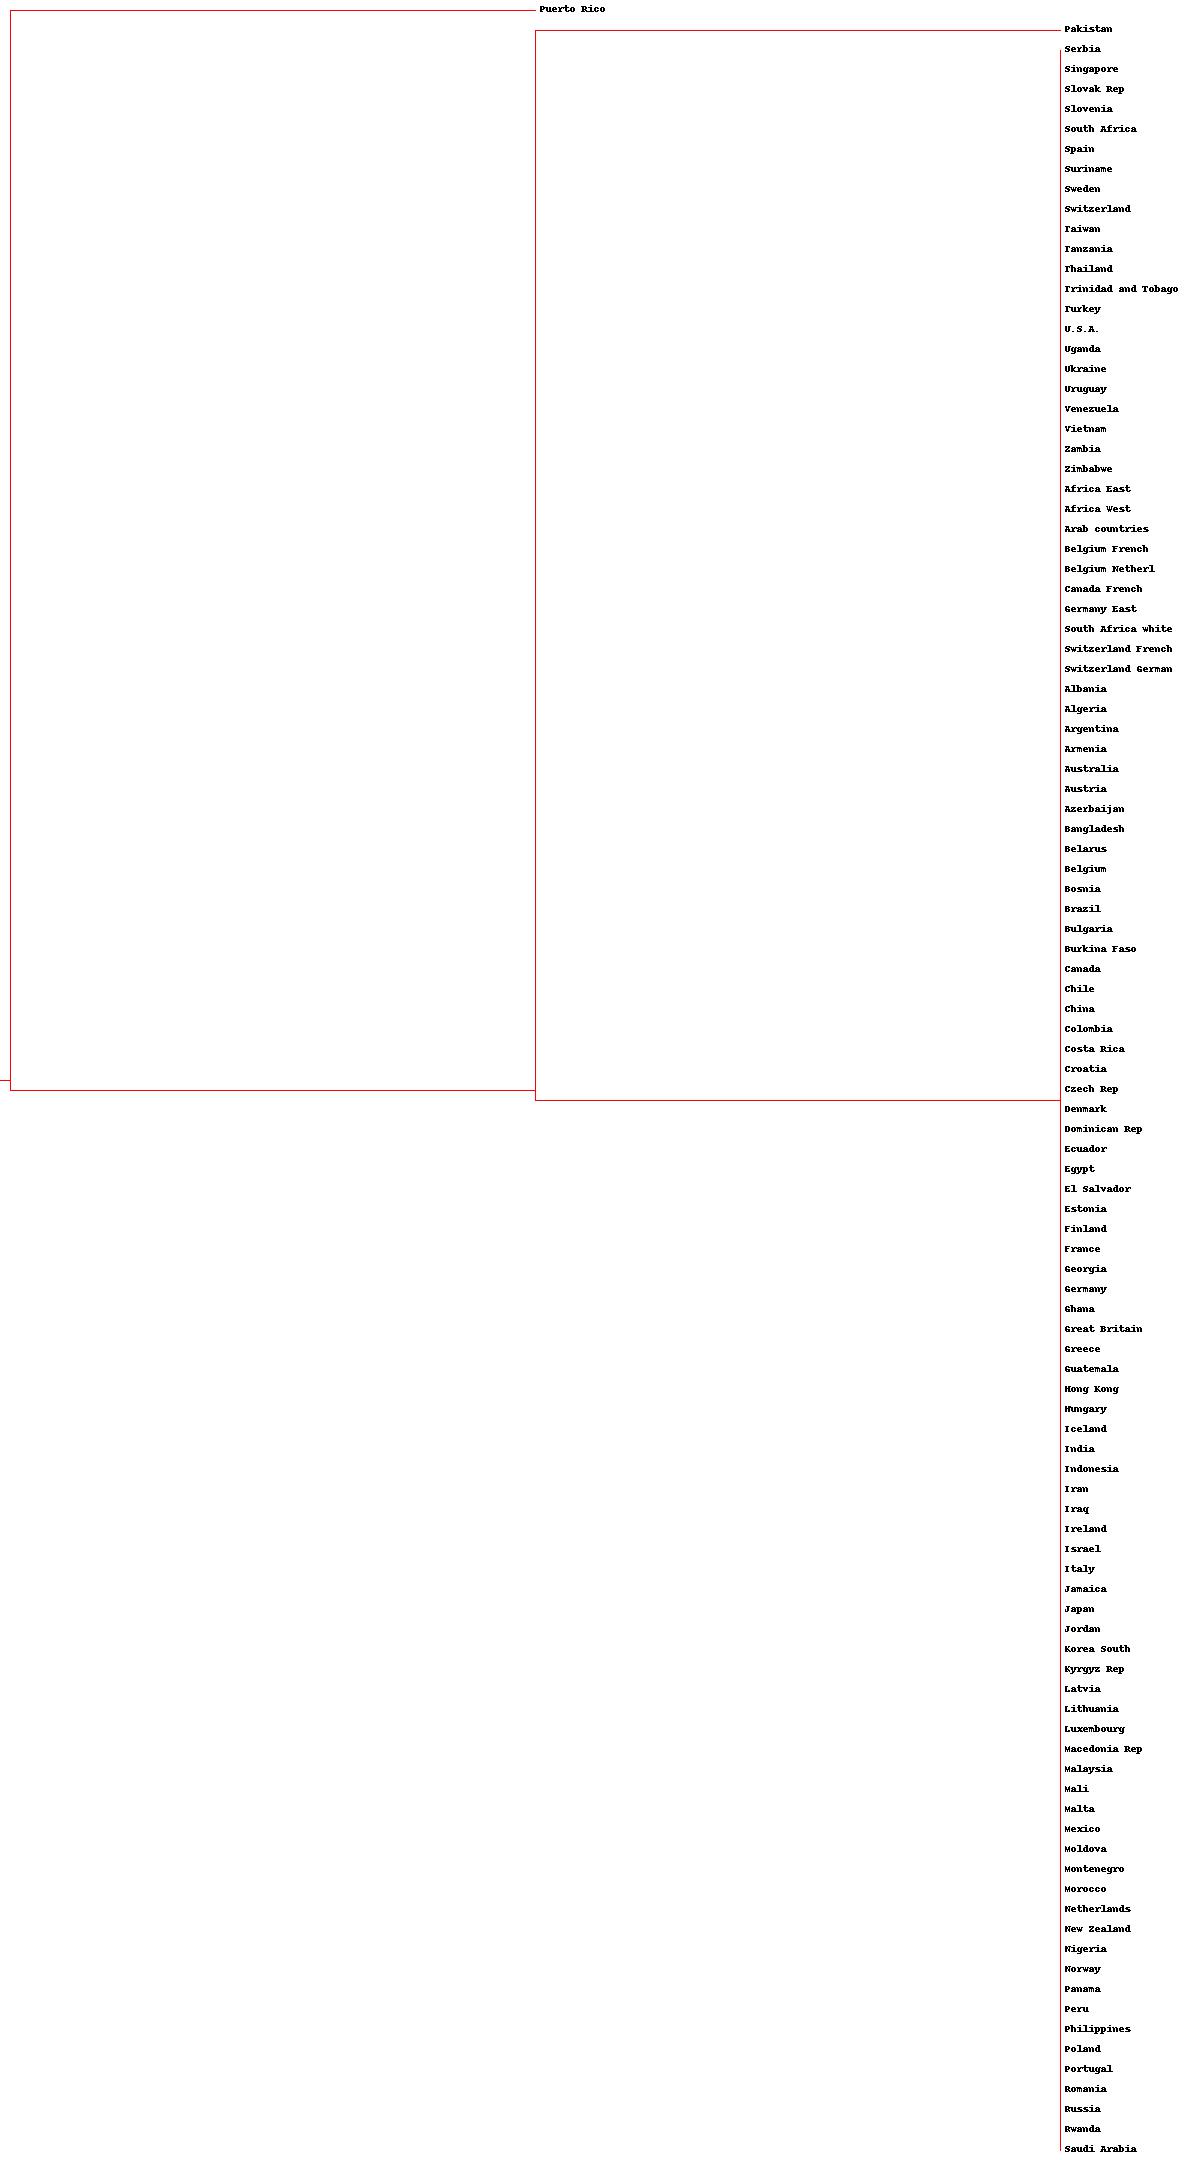 Puerto Rico
Pakistan
Serbia
Singapore
Slovak Rep
Slovenia
South Africa
Spain
Suriname
Sweden
Switzerland
Taiwan
Tanzania
Thailand
Trinidad and Tobago
Turkey
U.S.A.
Uganda
Ukraine
Uruguay
Venezuela
Vietnam
Zambia
Zimbabwe
Africa East
Africa West
Arab countries
Belgium French
Belgium Netherl
Canada French
Germany East
South Africa white
Switzerland French
Switzerland German
Albania
Algeria
Argentina
Armenia
Australia
Austria
Azerbaijan
Bangladesh
Belarus
Belgium
Bosnia
Brazil
Bulgaria
Burkina Faso
Canada
Chile
China
Colombia
Costa Rica
Croatia
Czech Rep
Denmark
Dominican Rep
Ecuador
Egypt
El Salvador
Estonia
Finland
France
Georgia
Germany
Ghana
Great Britain
Greece
Guatemala
Hong Kong
Hungary
Iceland
India
Indonesia
Iran
Iraq
Ireland
Israel
Italy
Jamaica
Japan
Jordan
Korea South
Kyrgyz Rep
Latvia
Lithuania
Luxembourg
Macedonia Rep
Malaysia
Mali
Malta
Mexico
Moldova
Montenegro
Morocco
Netherlands
New Zealand
Nigeria
Norway
Panama
Peru
Philippines
Poland
Portugal
Romania
Russia
Rwanda
Saudi Arabia